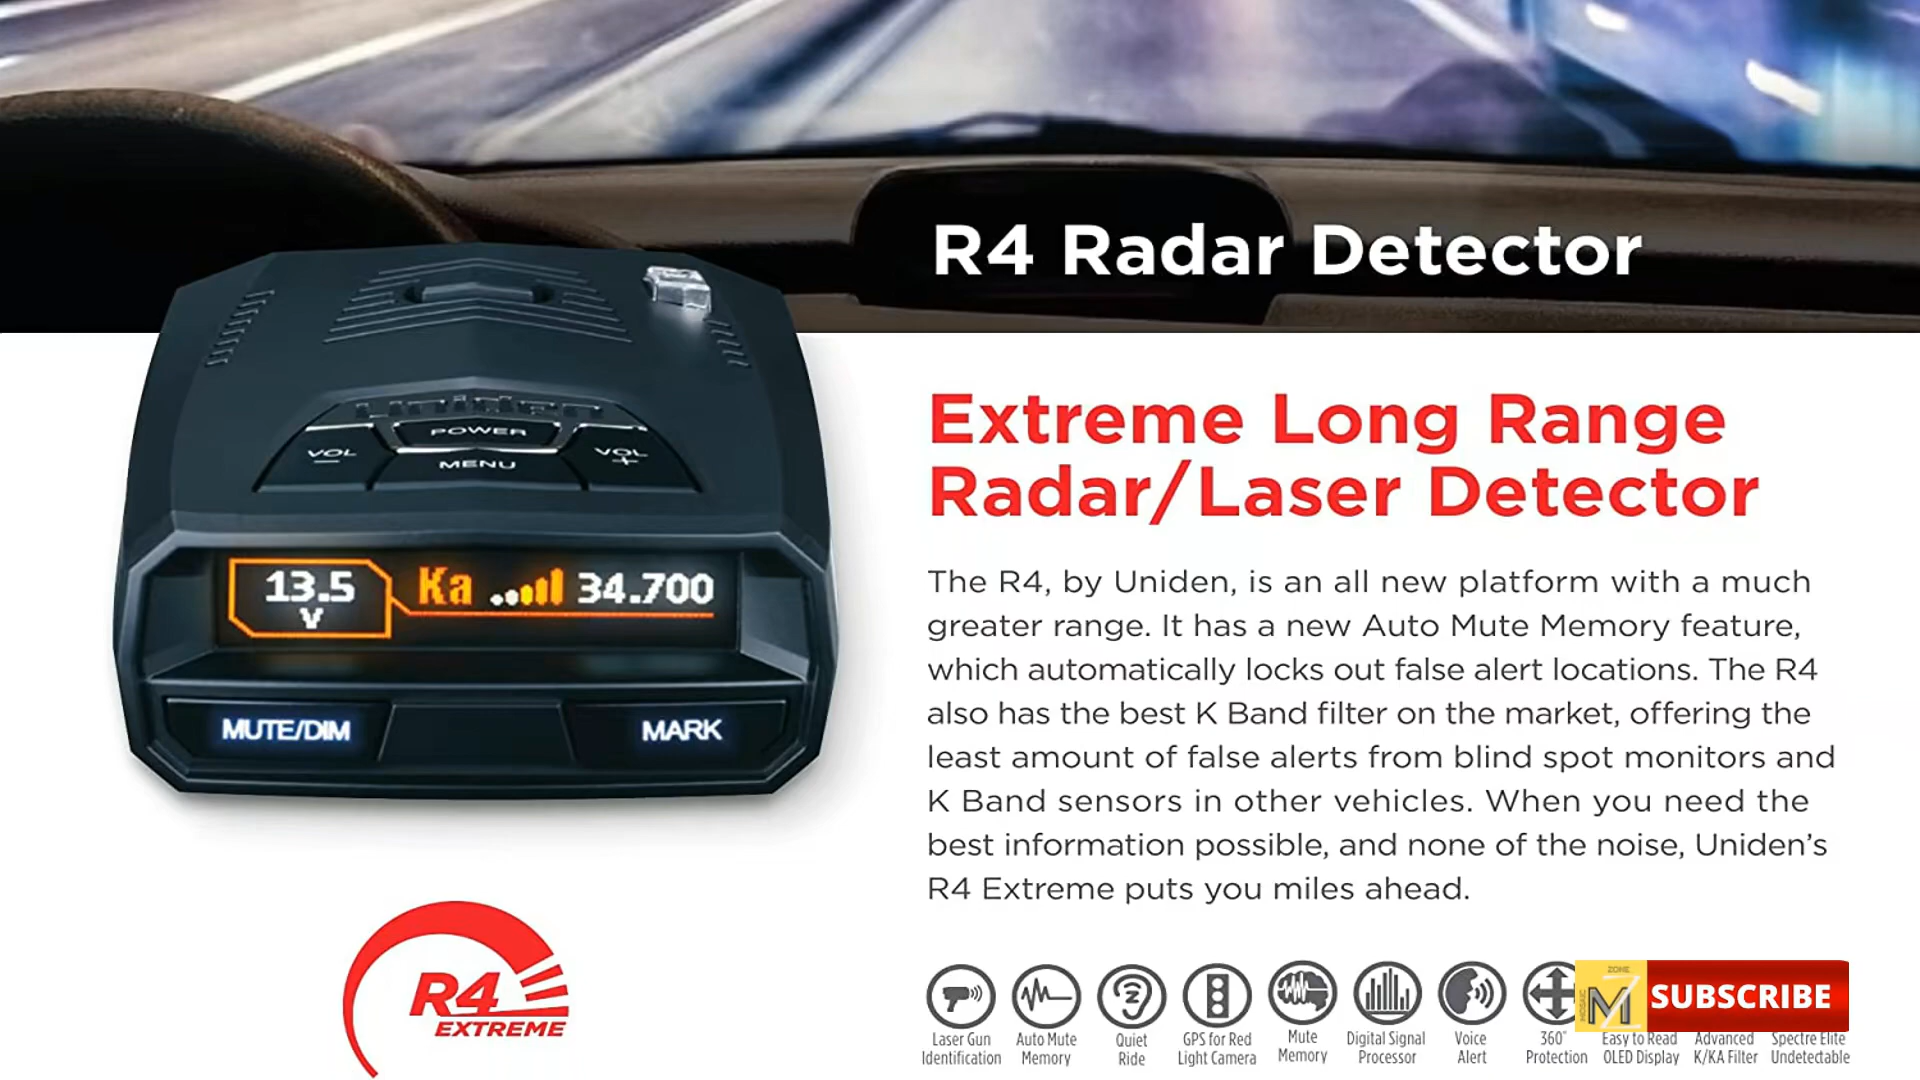 R4 Radar Detector
uniden
POWER
VOL
–
MENU
VOL
+
13.5
V
Ka
34.700
MUTE/DIM
MARK
Extreme Long Range
Radar/Laser Detector
The R4, by Uniden, is an all new platform with a much
greater range. It has a new Auto Mute Memory feature,
which automatically locks out false alert locations. The R4
also has the best K Band filter on the market, offering the
least amount of false alerts from blind spot monitors and
K Band sensors in other vehicles. When you need the
best information possible, and none of the noise, Uniden’s
R4 Extreme puts you miles ahead.
R4
EXTREME
Laser Gun
Identification
Auto Mute
Memory
Quiet
Ride
GPS for Red
Light Camera
Mute
Memory
Digital Signal
Processor
Voice
Alert
360°
Protection
Easy to Read
OLED Display
Advanced
K/KA Filter
Spectre Elite
Undetectable
MOSAIC
ZONE
MZ
SUBSCRIBE